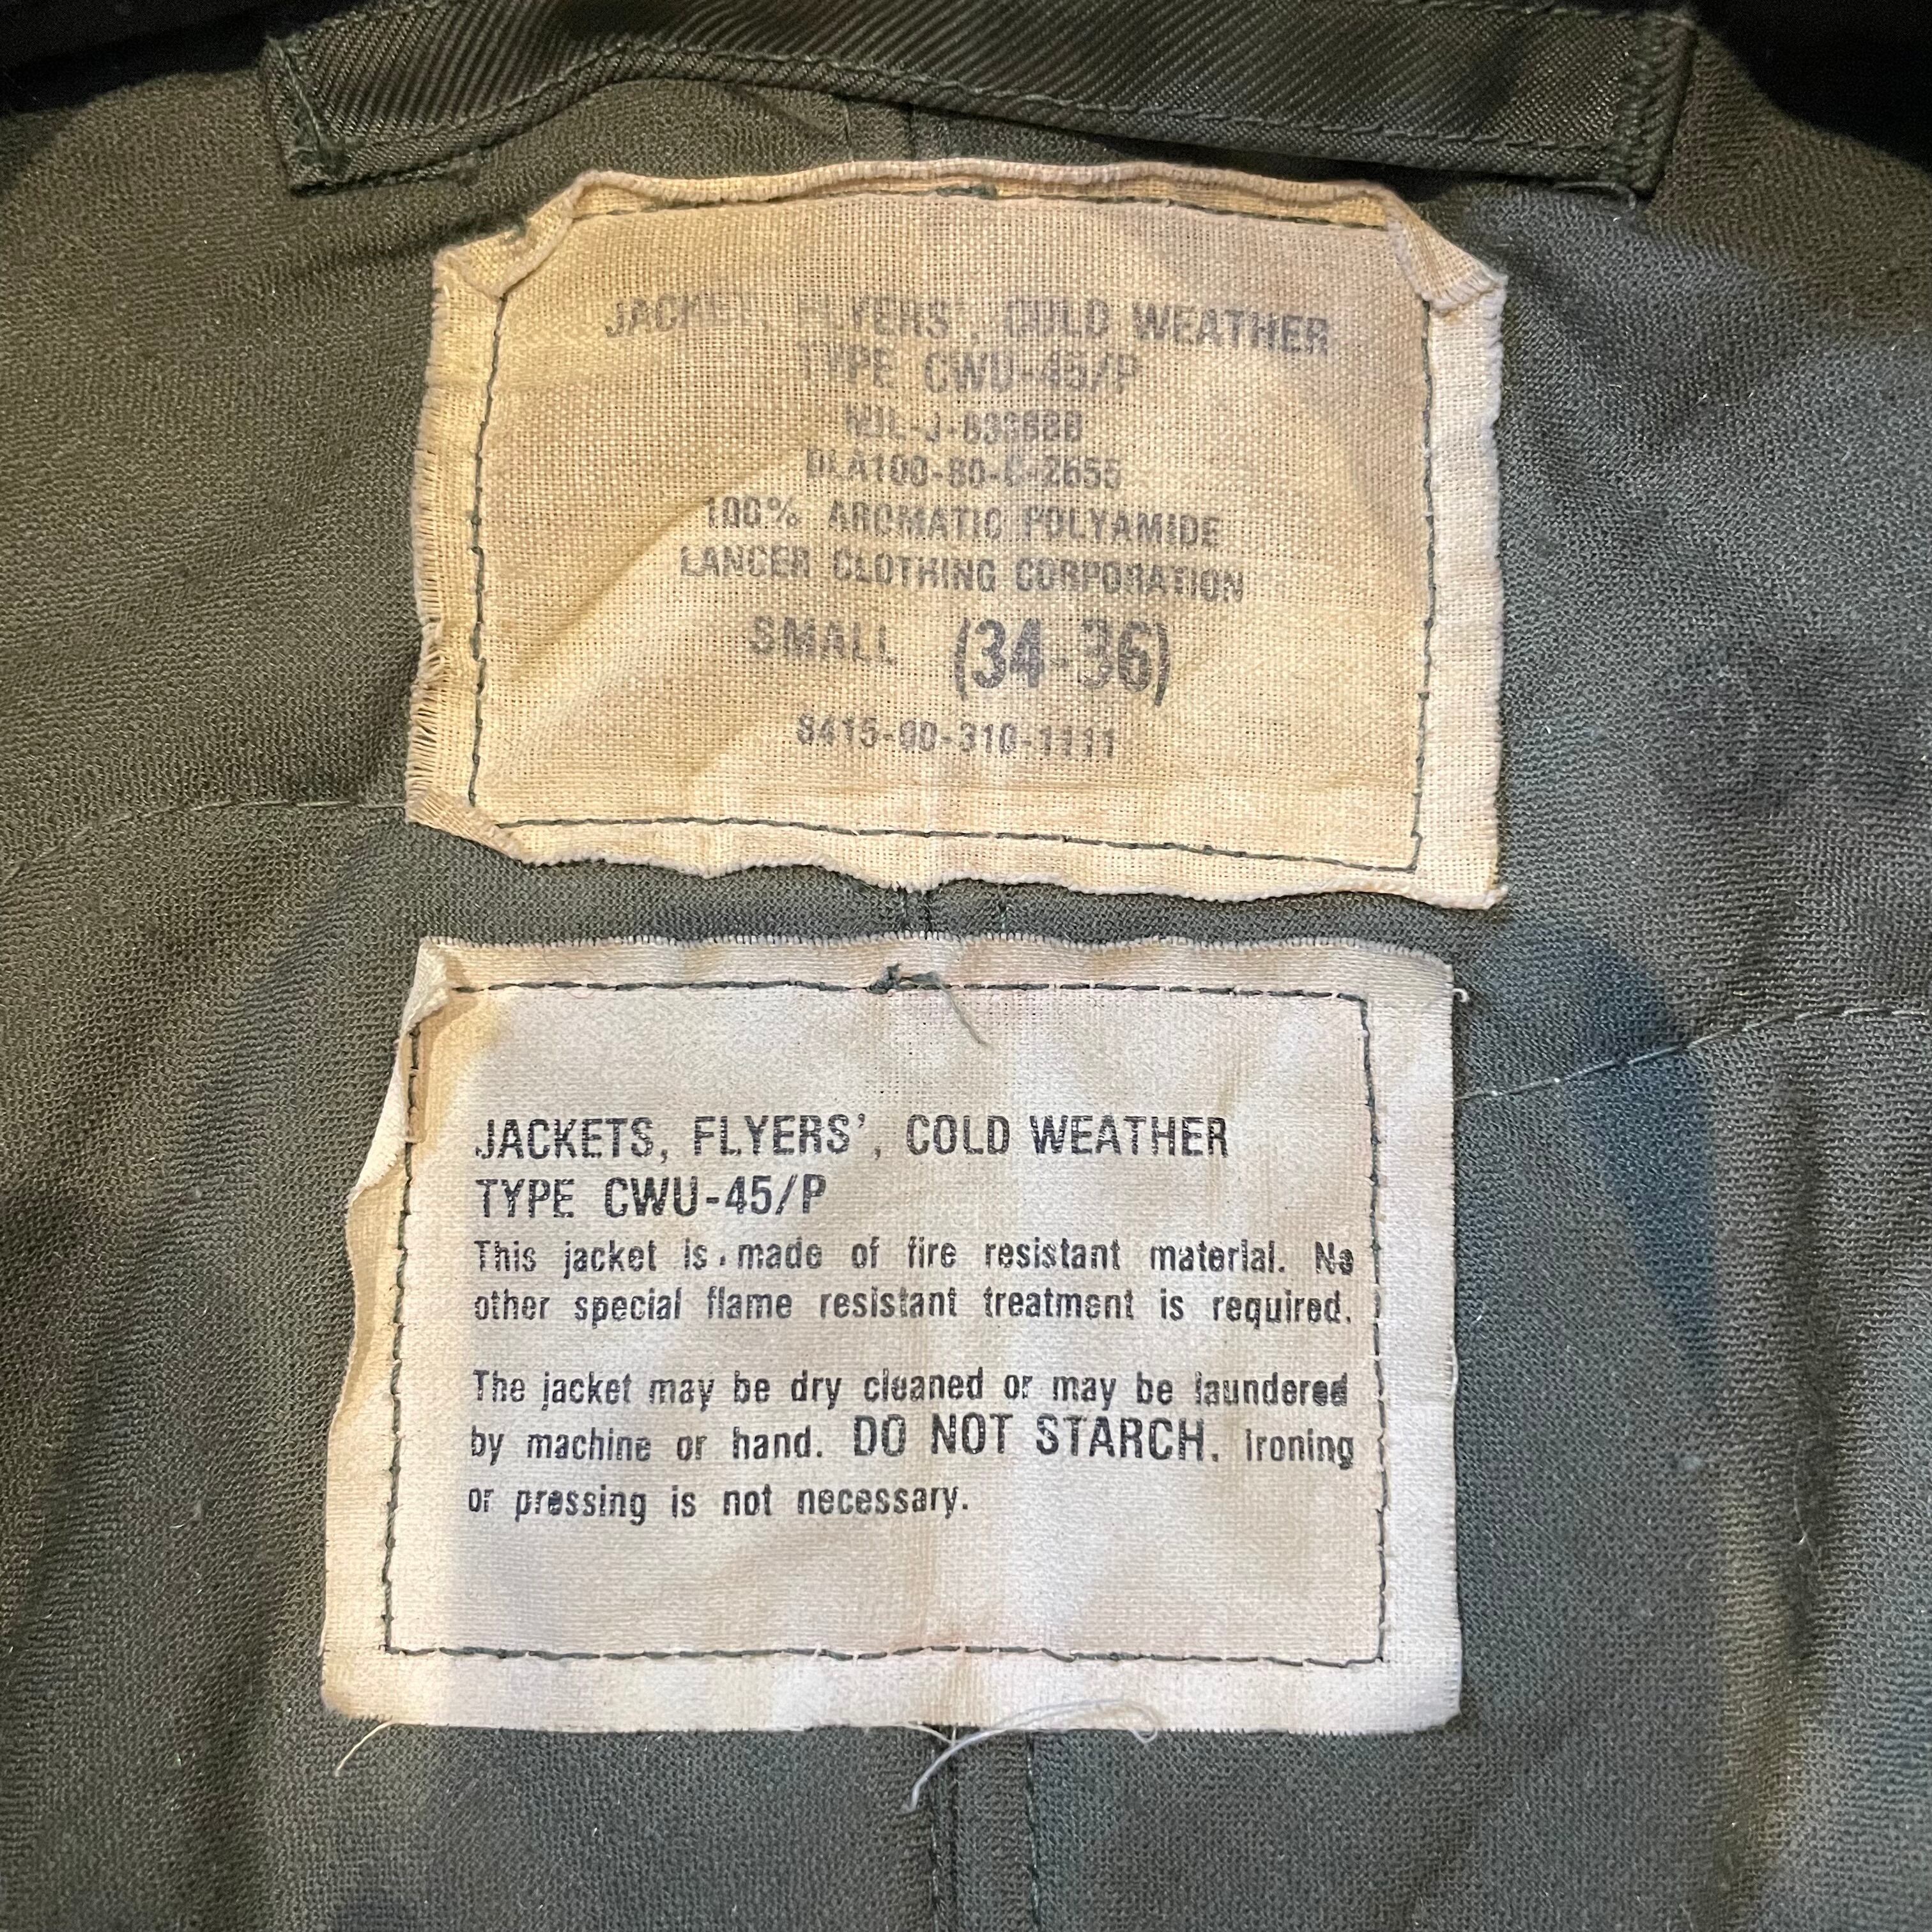 JACKET, FLYERS', COLD WEATHER
TYPE CWU-45/P
MIL-J-83388B
DLA100-80-C-2655
100% AROMATIC POLYAMIDE
LANCER CLOTHING CORPORATION
SMALL (34-36)
8415-00-310-1111
JACKETS, FLYERS', COLD WEATHER
TYPE CWU-45/P
This jacket is made of fire resistant material. No
other special flame resistant treatment is required.
The jacket may be dry cleaned or may be laundered
by machine or hand. DO NOT STARCH. Ironing
or pressing is not necessary.